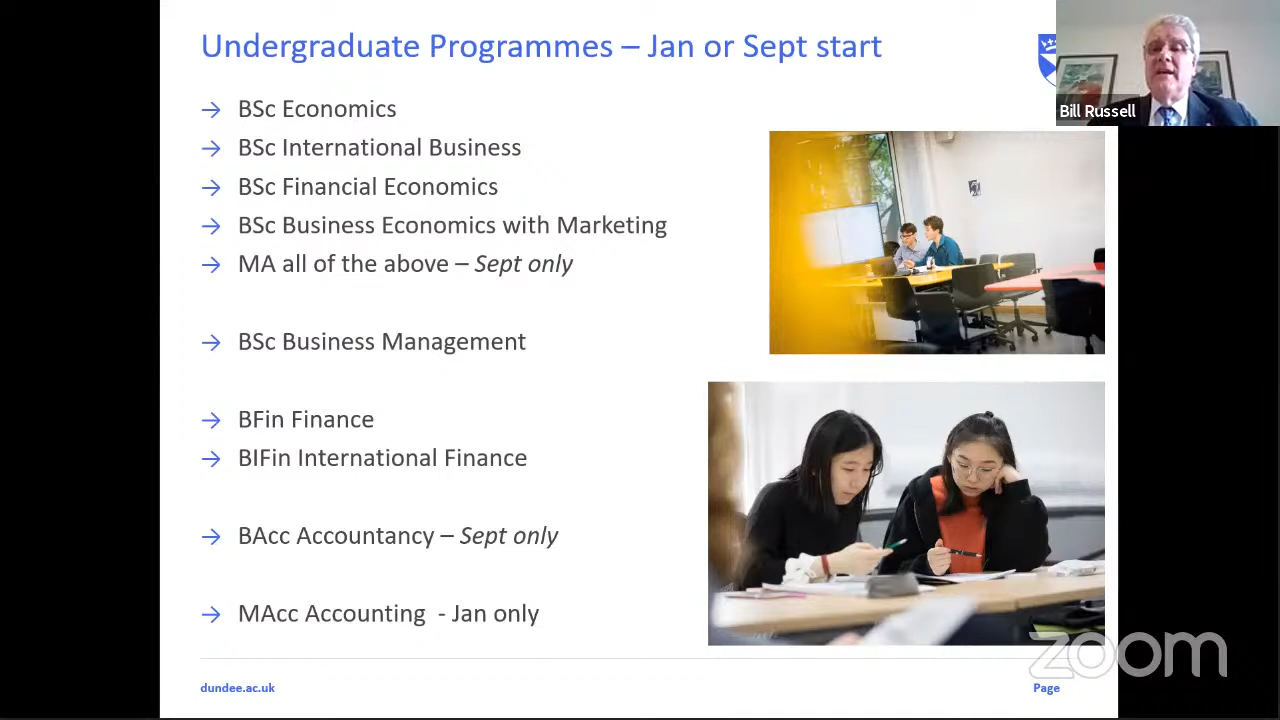 Undergraduate Programmes – Jan or Sept start
Bill Russell
→ BSc Economics
→ BSc International Business
→ BSc Financial Economics
→ BSc Business Economics with Marketing
→ MA all of the above – Sept only
→ BSc Business Management
→ BFin Finance
→ BIFin International Finance
→ BAcc Accountancy – Sept only
→ MAcc Accounting - Jan only
dundee.ac.uk
Page
zoom